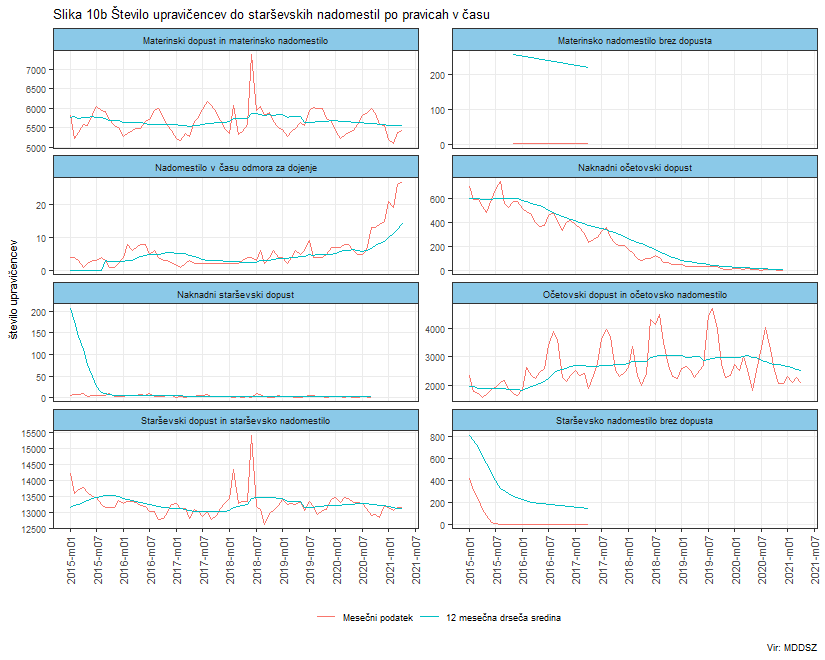 Slika 10b Število upravičencev do starševskih nadomestil po pravicah v času
število upravičencev
Materinski dopust in materinsko nadomestilo
7000
6500
6000
5500
5000
Materinsko nadomestilo brez dopusta
200
100
0
Nadomestilo v času odmora za dojenje
20
10
0
Naknadni očetovski dopust
600
400
200
0
Naknadni starševski dopust
200
150
100
50
0
Očetovski dopust in očetovsko nadomestilo
4000
3000
2000
Starševski dopust in starševsko nadomestilo
15500
15000
14500
14000
13500
13000
12500
Starševsko nadomestilo brez dopusta
800
600
400
200
0
2015-m01
2015-m07
2016-m01
2016-m07
2017-m01
2017-m07
2018-m01
2018-m07
2019-m01
2019-m07
2020-m01
2020-m07
2021-m01
2021-m07
2015-m01
2015-m07
2016-m01
2016-m07
2017-m01
2017-m07
2018-m01
2018-m07
2019-m01
2019-m07
2020-m01
2020-m07
2021-m01
2021-m07
Mesečni podatek 12 mesečna drseča sredina
Vir: MDDSZ